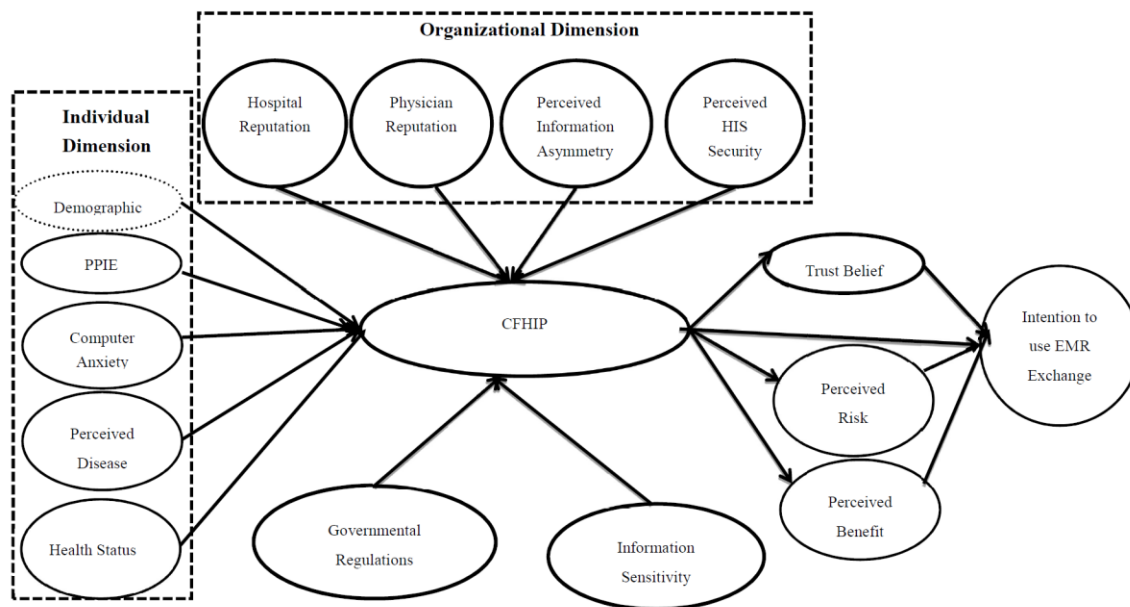 Organizational Dimension
Hospital
Reputation
Physician
Reputation
Perceived
Information
Asymmetry
Perceived
HIS
Security
Individual
Dimension
Demographic
PPIE
Computer
Anxiety
Perceived
Disease
Health Status
CFHIP
Governmental
Regulations
Information
Sensitivity
Trust Belief
Perceived
Risk
Perceived
Benefit
Intention to
use EMR
Exchange